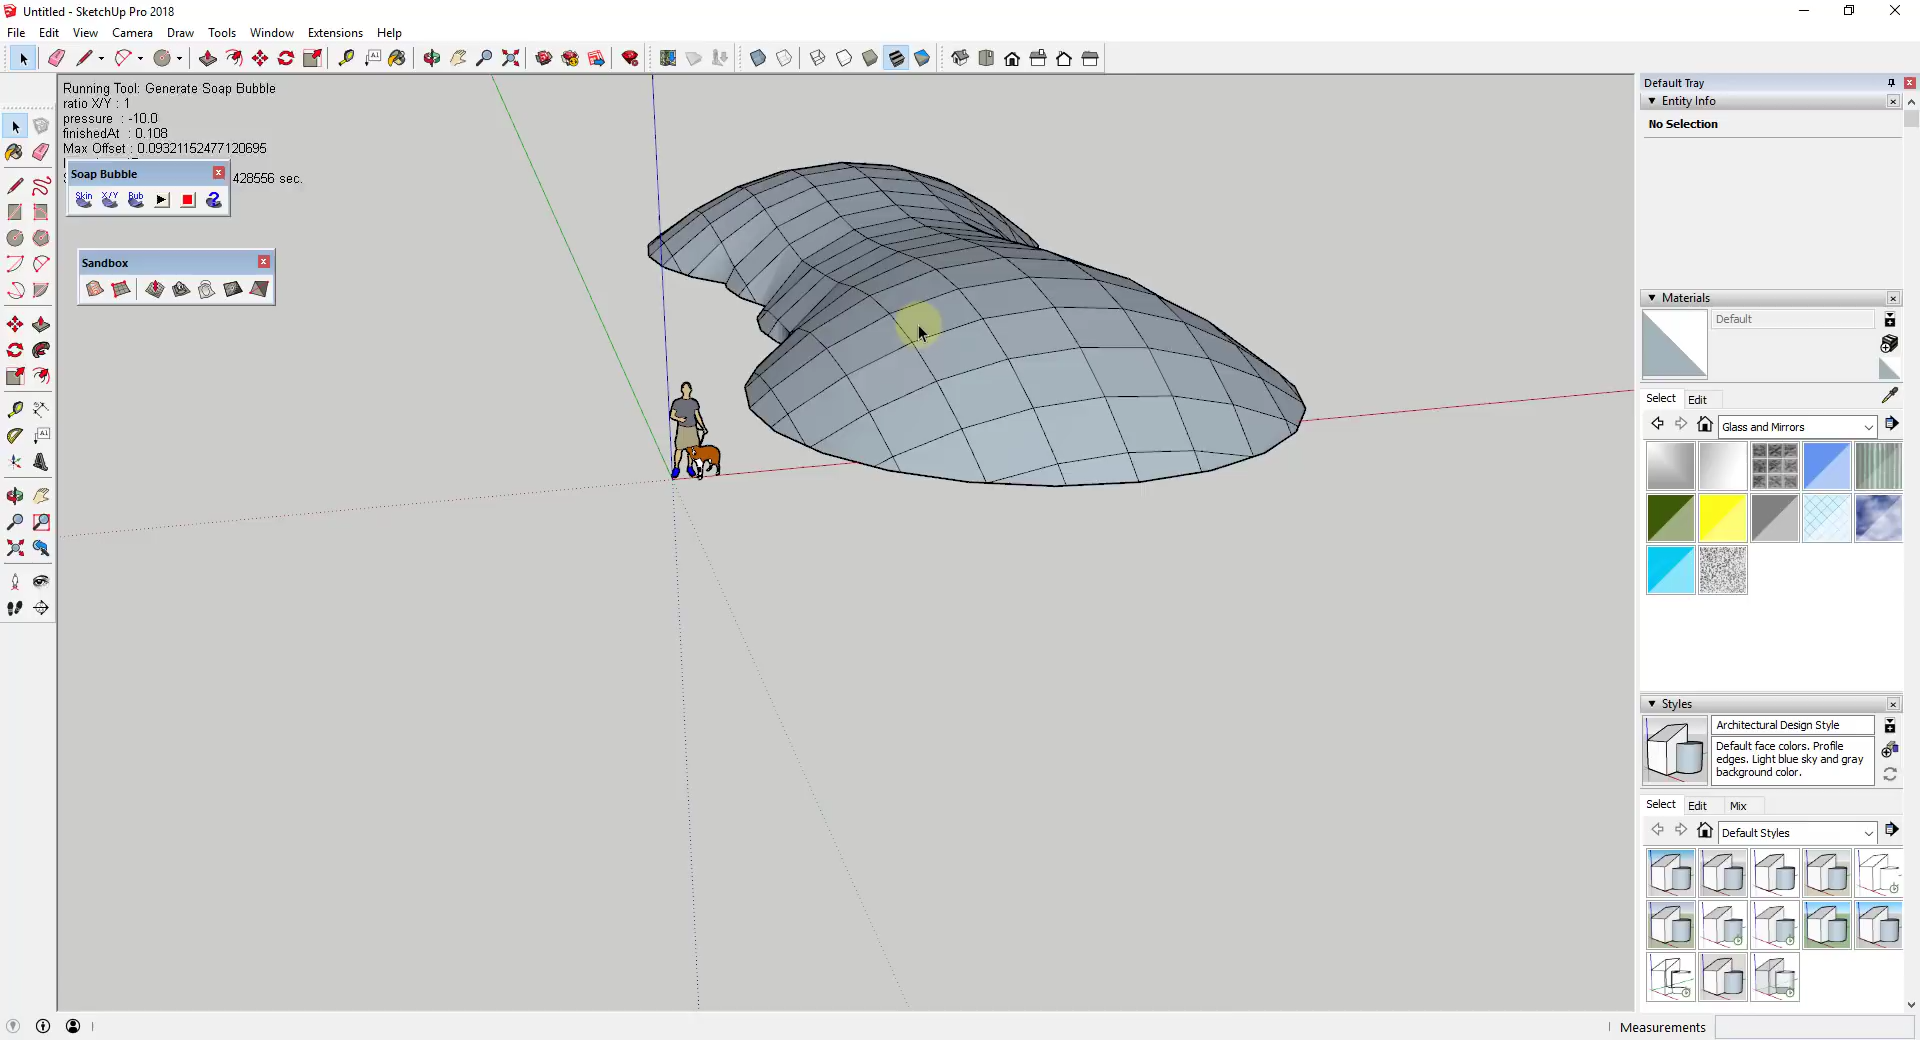 Untitled - SketchUp Pro 2018
File Edit View Camera Draw Tools Window Extensions Help
Running Tool: Generate Soap Bubble
ratio X/Y : 1
pressure : -10.0
finishedAt : 0.108
Max Offset : 0.09321152477120695
428556 sec.
Soap Bubble
Skin X/Y Bub
Sandbox
Default Tray
Entity Info
No Selection
Materials
Default
Select Edit
Glass and Mirrors
Styles
Architectural Design Style
Default face colors. Profile
edges. Light blue sky and gray
background color.
Select Edit Mix
Default Styles
Measurements